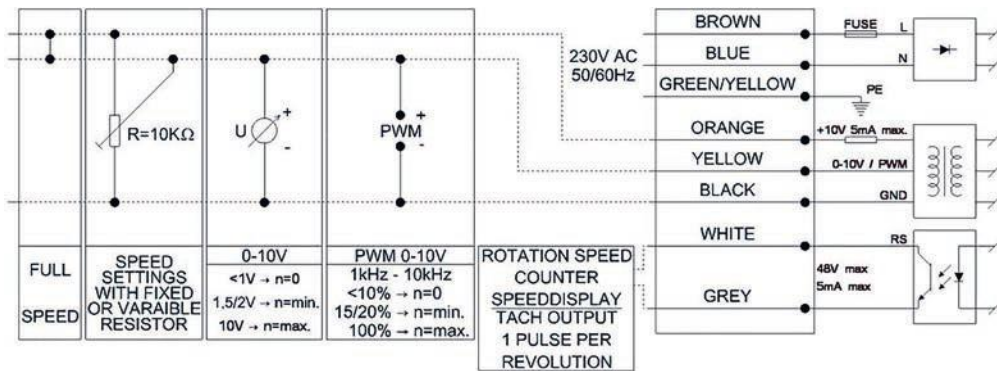 R=10KΩ
U
+
-
+
PWM
-
FULL
SPEED
SPEED
SETTINGS
WITH FIXED
OR VARAIBLE
RESISTOR
0-10V
<1V → n=0
1,5/2V → n=min.
10V → n=max.
PWM 0-10V
1kHz - 10kHz
<10% → n=0
15/20% → n=min.
100% → n=max.
ROTATION SPEED
COUNTER
SPEEDDISPLAY
TACH OUTPUT
1 PULSE PER
REVOLUTION
230V AC
50/60Hz
BROWN
BLUE
GREEN/YELLOW
ORANGE
YELLOW
BLACK
WHITE
GREY
FUSE
L
N
PE
+10V 5mA max.
0-10V / PWM
GND
RS
48V max
5mA max.